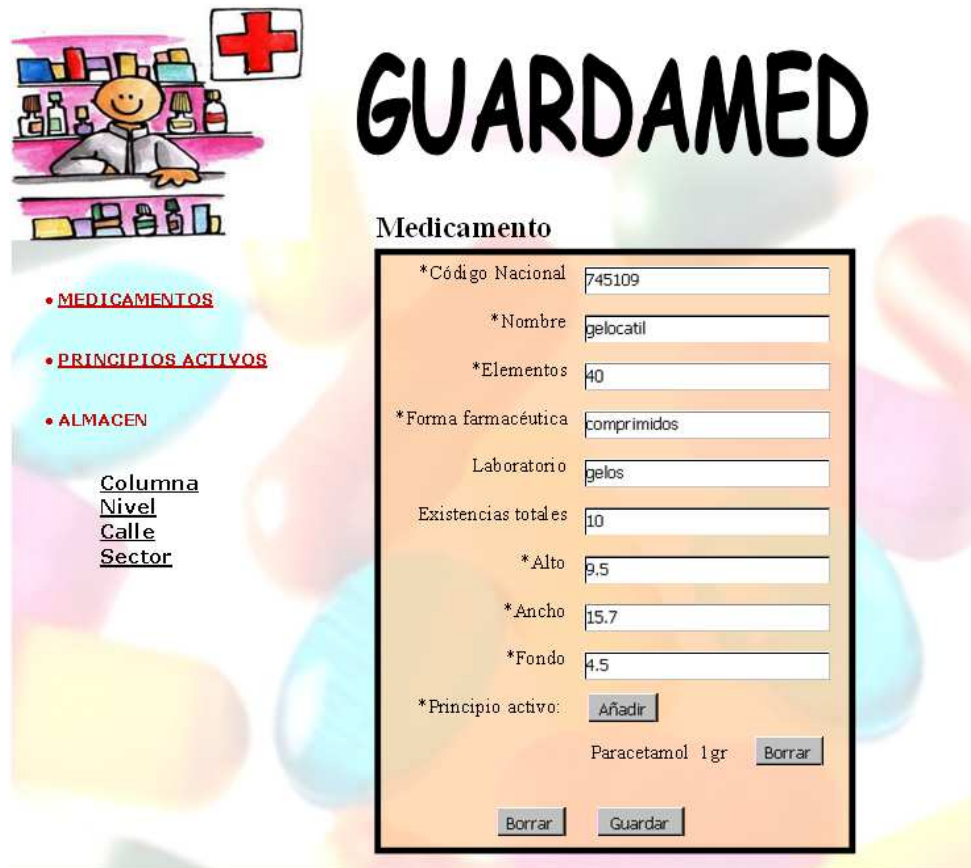 GUARDAMED
• MEDICAMENTOS
• PRINCIPIOS ACTIVOS
• ALMACEN
Columna
Nivel
Calle
Sector
Medicamento
*Código Nacional 745109
*Nombre gelocatil
*Elementos 40
*Forma farmacéutica comprimidos
Laboratorio gelos
Existencias totales 10
*Alto 9.5
*Ancho 15.7
*Fondo 4.5
*Principio activo: Añadir
Paracetamol 1gr Borrar
Borrar Guardar